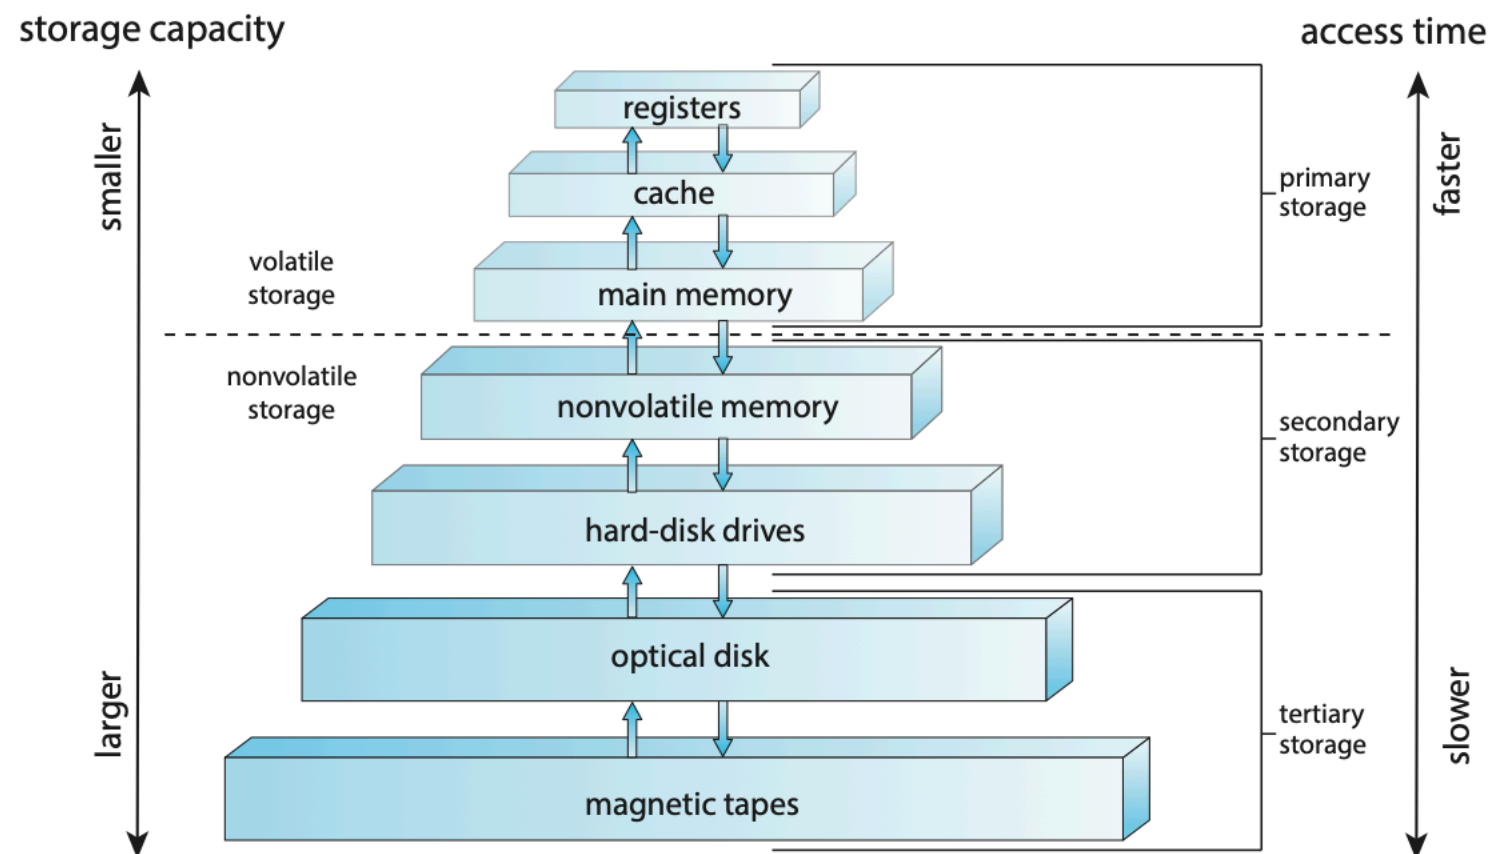 storage capacity
access time
registers
smaller
cache
primary
storage
faster
volatile
storage
main memory
nonvolatile
storage
nonvolatile memory
secondary
storage
hard-disk drives
optical disk
larger
tertiary
storage
slower
magnetic tapes